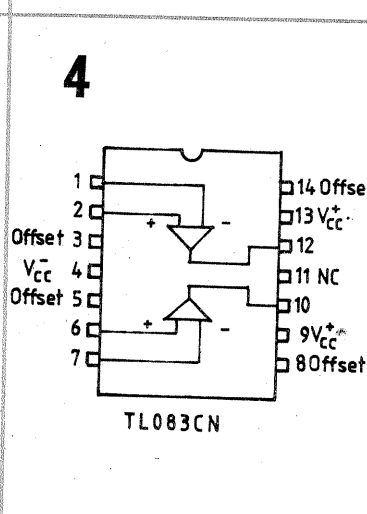 4
1
14 Offse
2
+
-
13 V⁺cc
Offset 3
12
V⁻cc 4
11 NC
Offset 5
10
6
+
-
9 V⁺cc
7
8 Offset
TL083CN